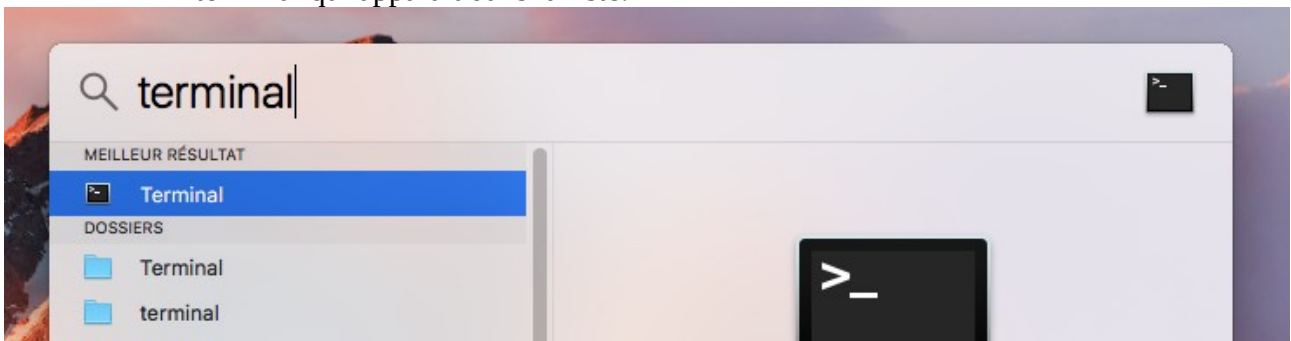 terminal
MEILLEUR RÉSULTAT
Terminal
DOSSIERS
Terminal
terminal